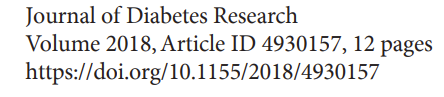 Journal of Diabetes Research
Volume 2018, Article ID 4930157, 12 pages
https://doi.org/10.1155/2018/4930157